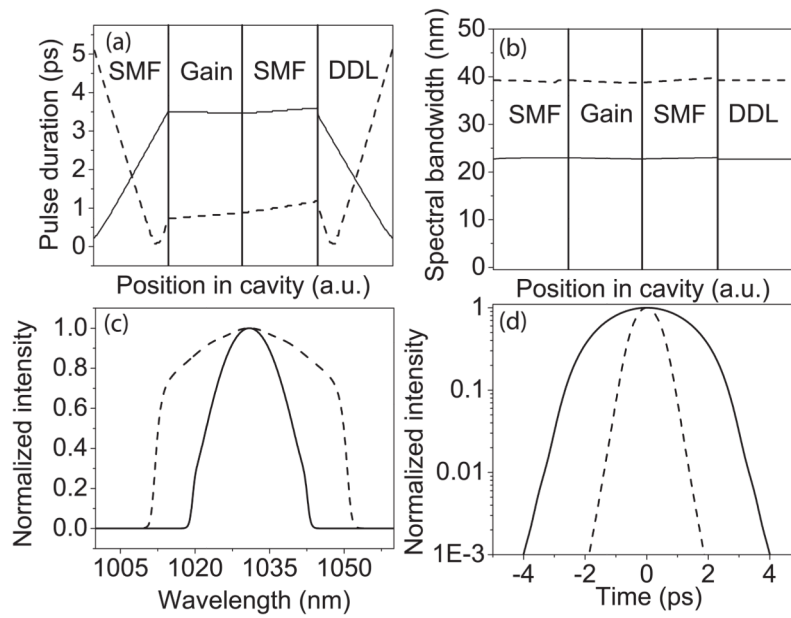 (a)
SMF Gain SMF DDL
5
4
3
2
1
0
Pulse duration (ps)
Position in cavity (a.u.)
(b)
SMF Gain SMF DDL
50
40
30
20
10
0
Spectral bandwidth (nm)
Position in cavity (a.u.)
(c)
1.0
0.8
0.6
0.4
0.2
0.0
Normalized intensity
1005 1020 1035 1050
Wavelength (nm)
(d)
1
0.1
0.01
1E-3
Normalized intensity
-4 -2 0 2 4
Time (ps)